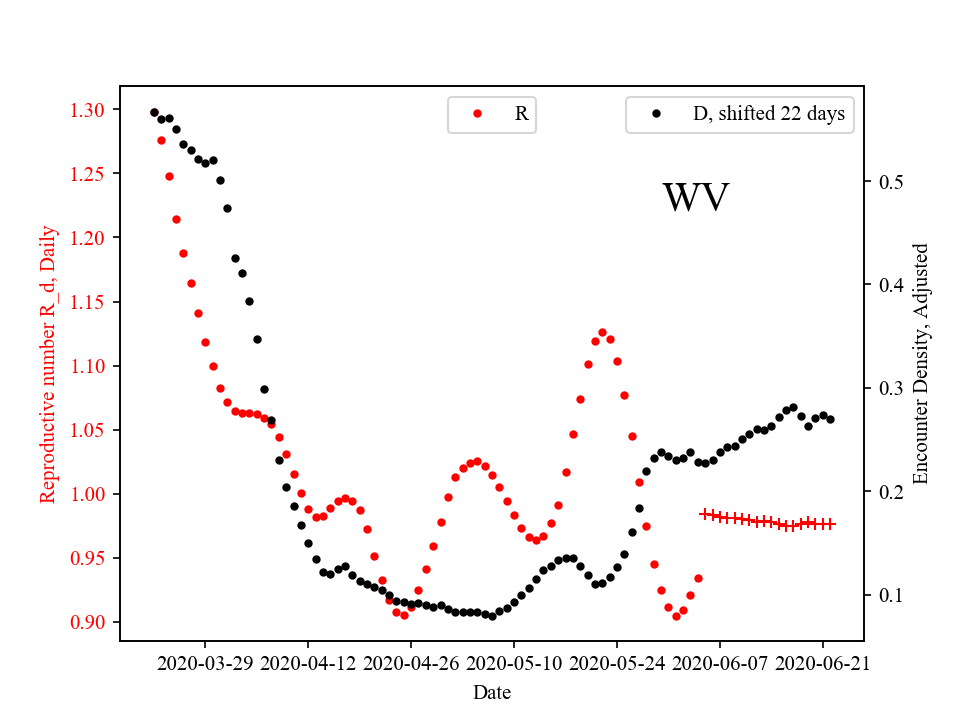 R
D, shifted 22 days
WV
Reproductive number R_d, Daily
1.30
1.25
1.20
1.15
1.10
1.05
1.00
0.95
0.90
0.5
0.4
0.3
0.2
0.1
Encounter Density, Adjusted
2020-03-29 2020-04-12 2020-04-26 2020-05-10 2020-05-24 2020-06-07 2020-06-21
Date